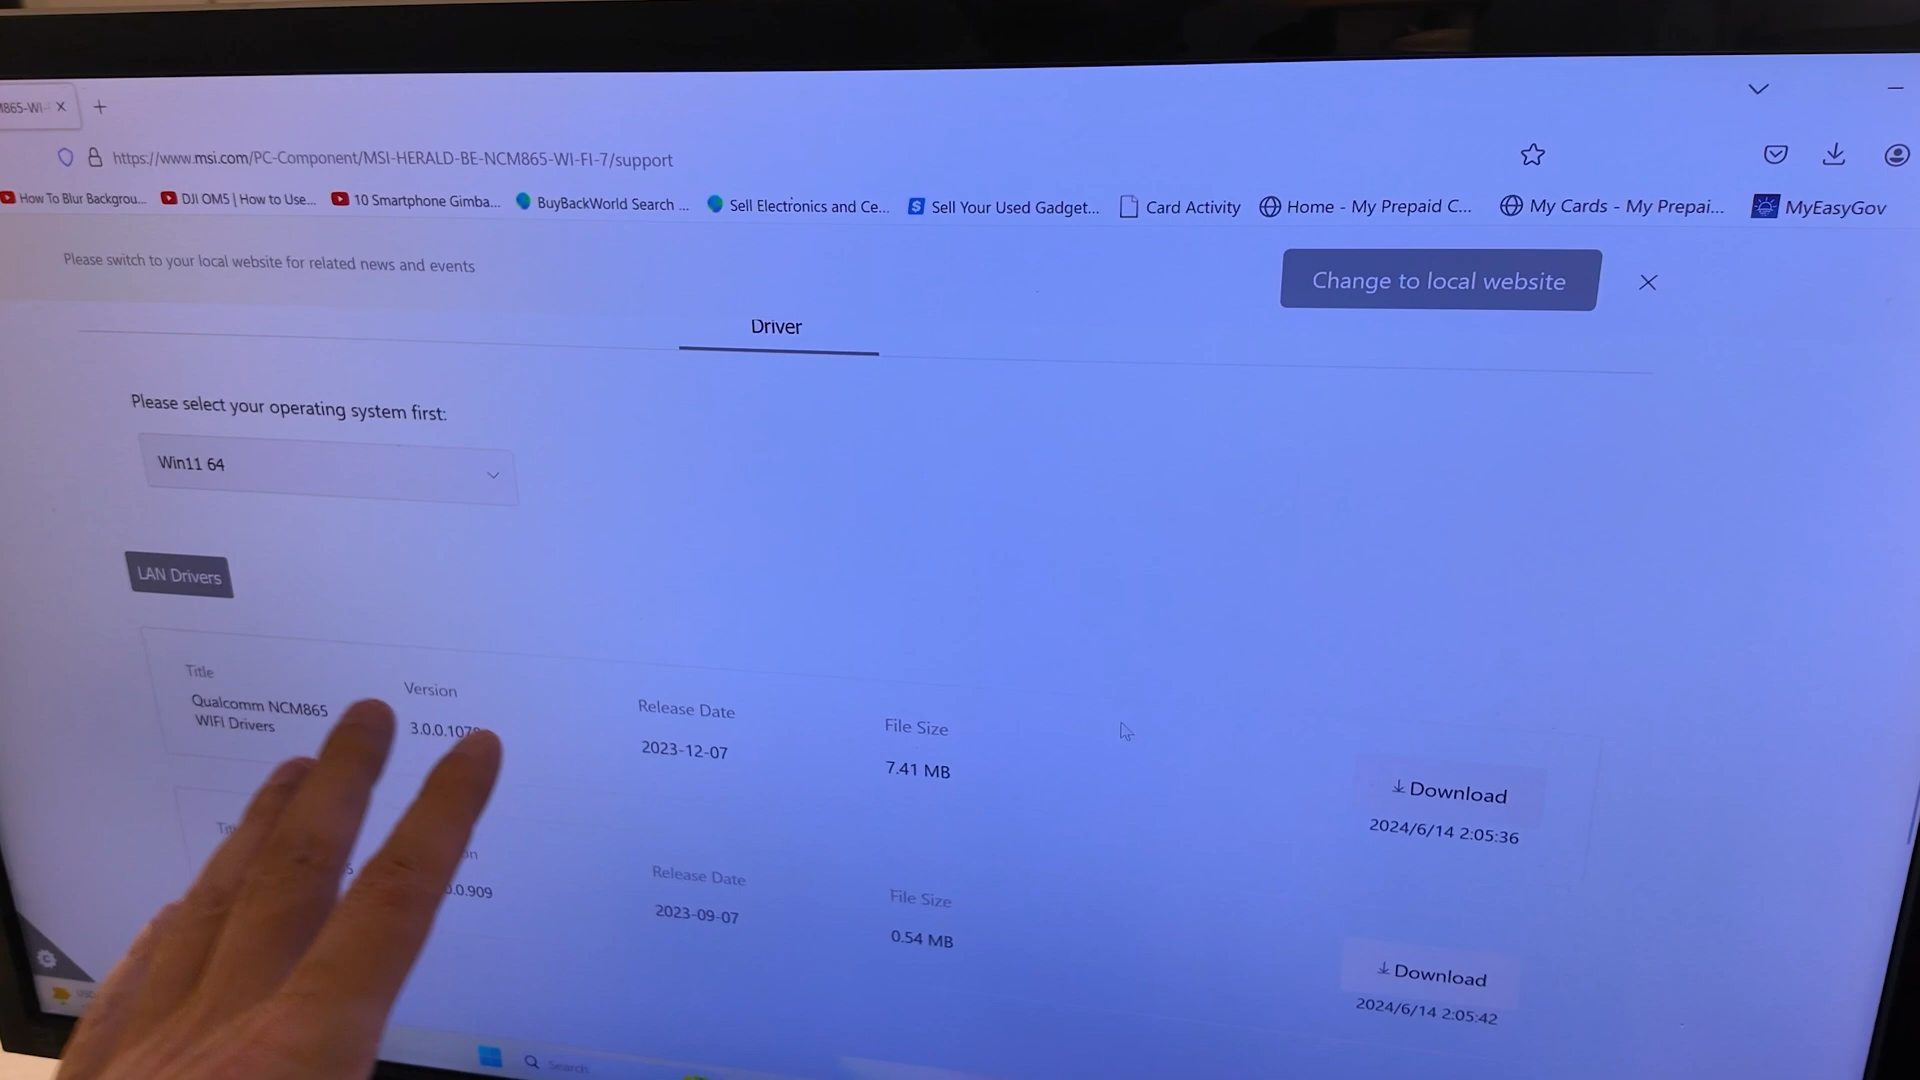 https://www.msi.com/PC-Component/MSI-HERALD-BE-NCM865-WI-FI-7/support
How To Blur Backgrou... DJI OM5 | How to Use... 10 Smartphone Gimba... BuyBackWorld Search ... Sell Electronics and Ce... Sell Your Used Gadget... Card Activity Home - My Prepaid C... My Cards - My Prepai... MyEasyGov
Please switch to your local website for related news and events
Change to local website
Driver
Please select your operating system first:
Win11 64
LAN Drivers
Title Version Release Date File Size
Qualcomm NCM865
WIFI Drivers
3.0.0.107
2023-12-07
7.41 MB
Download
2024/6/14 2:05:36
Release Date File Size
.0.909
2023-09-07
0.54 MB
Download
2024/6/14 2:05:42
Search